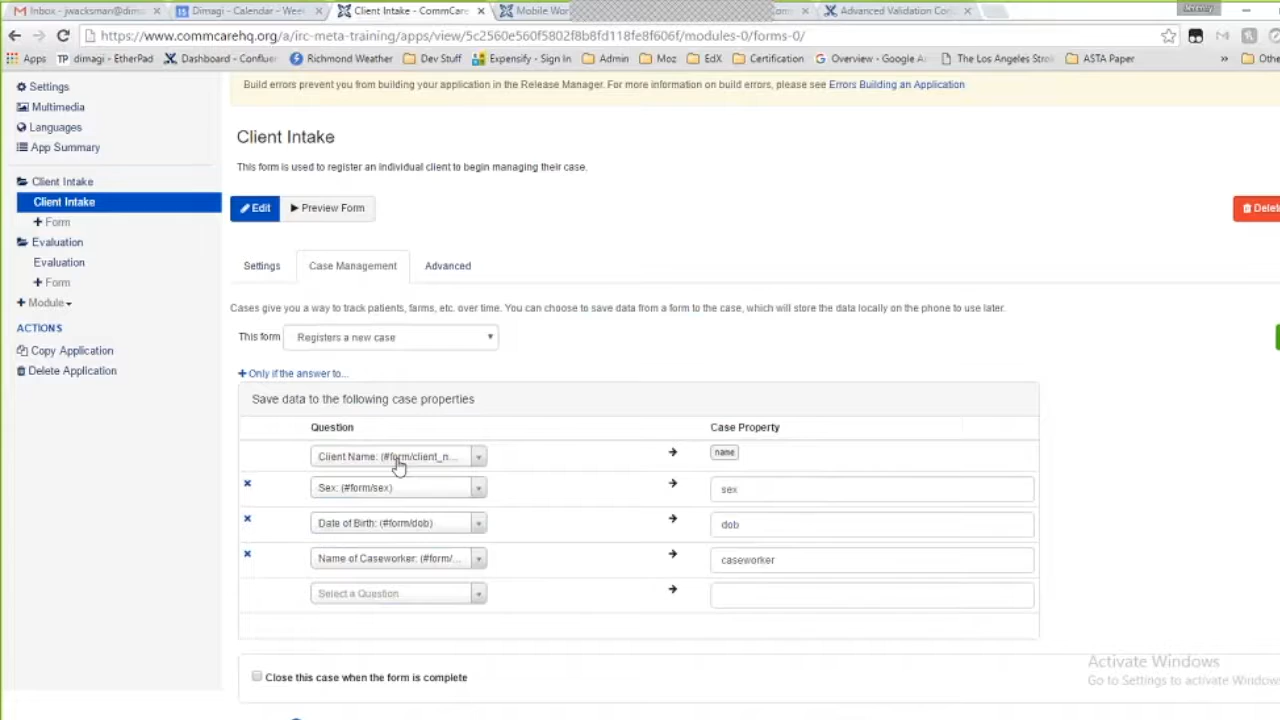 Inbox - jwacksman@dim
Dimagi - Calendar - Wee
Client Intake - CommCare
Mobile Wor
Advanced Validation Co
https://www.commcarehq.org/a/irc-meta-training/apps/view/5c2560e560f5802f8b8fd118fe8f606f/modules-0/forms-0/
Apps TP dimagi - EtherPad Dashboard - Confluen Richmond Weather Dev Stuff Expensify - Sign In Admin Moz EdX Certification Overview - Google A The Los Angeles Stro ASTA Paper » Othe
Settings
Build errors prevent you from building your application in the Release Manager. For more information on build errors, please see Errors Building an Application
Multimedia
Languages
App Summary
Client Intake
This form is used to register an individual client to begin managing their case.
Client Intake
Client Intake
+ Form
Evaluation
Evaluation
+ Form
+ Module
ACTIONS
Copy Application
Delete Application
Edit
Preview Form
Delet
Settings
Case Management
Advanced
Cases give you a way to track patients, farms, etc. over time. You can choose to save data from a form to the case, which will store the data locally on the phone to use later.
This form Registers a new case
+ Only if the answer to...
Save data to the following case properties
Question Case Property
Client Name: (#form/client_n... name
Sex: (#form/sex) sex
Date of Birth: (#form/dob) dob
Name of Caseworker: (#form/... caseworker
Select a Question
Close this case when the form is complete
Activate Windows
Go to Settings to activate Windows